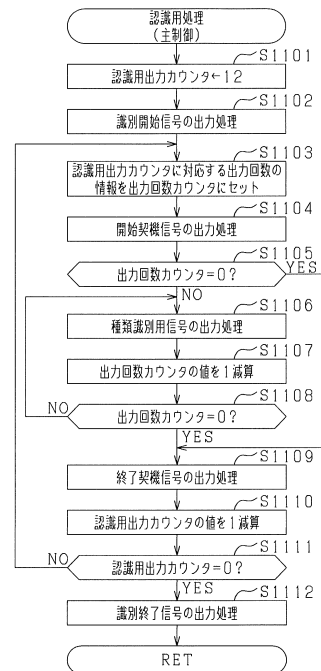 認識用処理
(主制御)
S1101
認識用出力カウンタ←12
S1102
識別開始信号の出力処理
S1103
認識用出力カウンタに対応する出力回数の
情報を出力回数カウンタにセット
S1104
開始契機信号の出力処理
S1105
出力回数カウンタ=0?
YES
NO
S1106
種類識別用信号の出力処理
S1107
出力回数カウンタの値を1減算
S1108
NO
出力回数カウンタ=0?
YES
S1109
終了契機信号の出力処理
S1110
認識用出力カウンタの値を1減算
S1111
NO
認識用出力カウンタ=0?
YES
S1112
識別終了信号の出力処理
RET